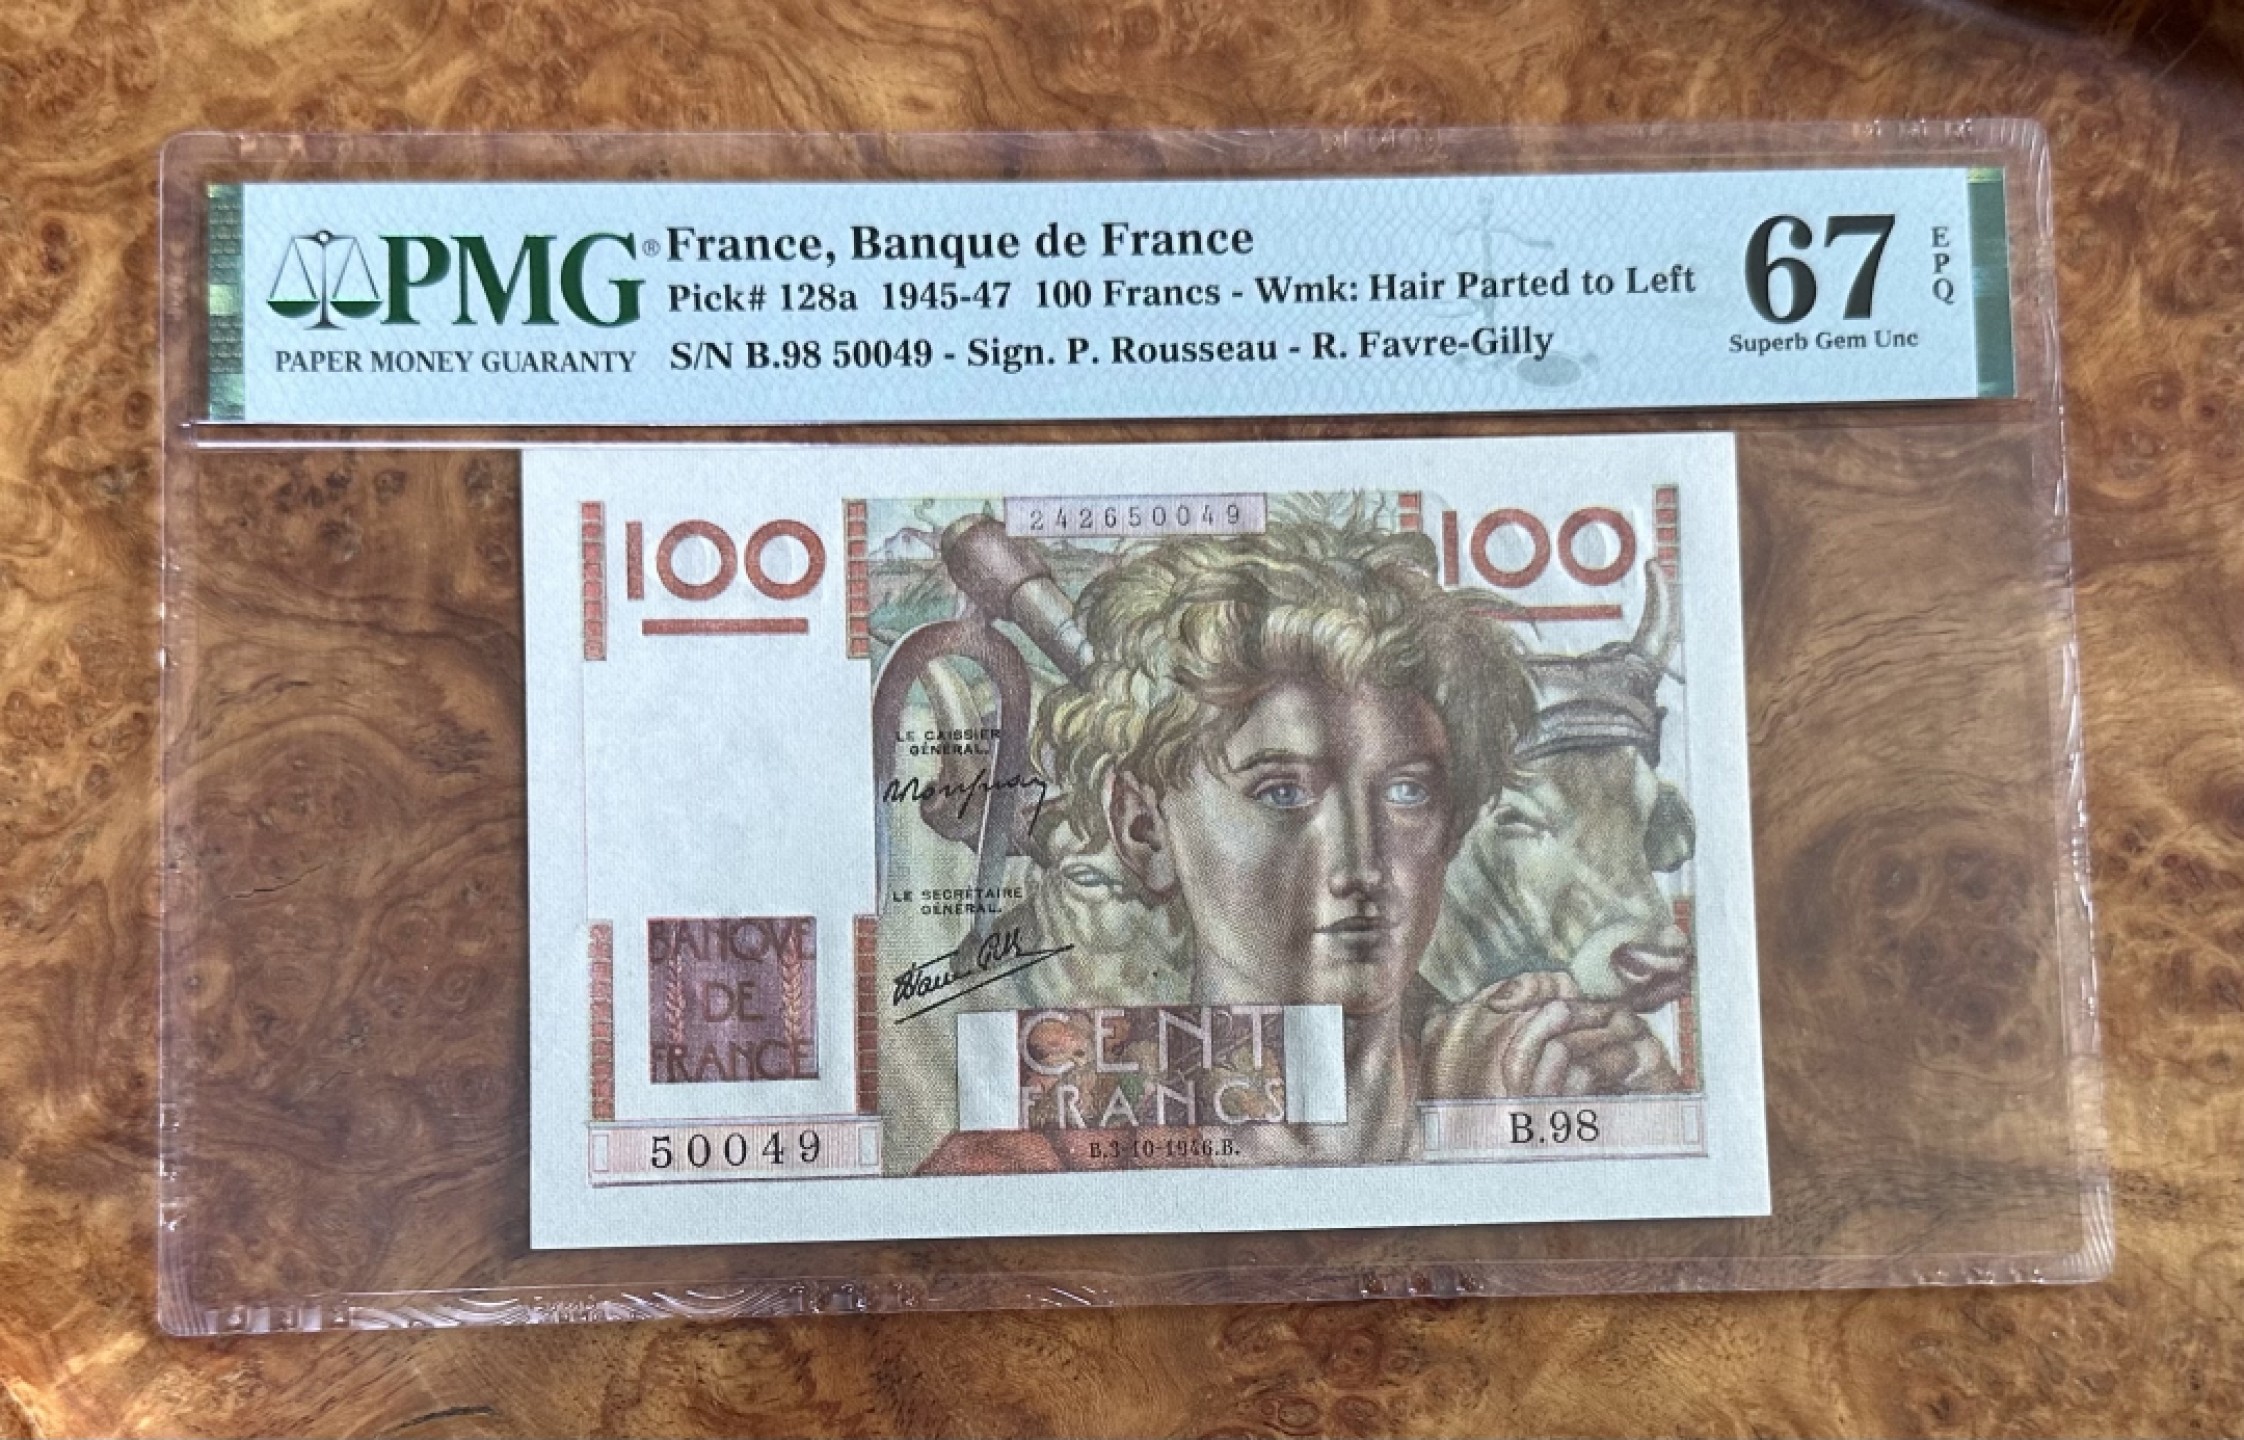 PMG®
PAPER MONEY GUARANTY
France, Banque de France
Pick# 128a 1945-47 100 Francs - Wmk: Hair Parted to Left
S/N B.98 50049 - Sign. P. Rousseau - R. Favre-Gilly
67
EPQ
Superb Gem Unc
100
242650049
100
LE CAISSIER
GÉNÉRAL.
LE SECRÉTAIRE
GÉNÉRAL.
BANQVE
DE
FRANCE
CENT
FRANCS
50049
B.3-10-1946.B.
B.98